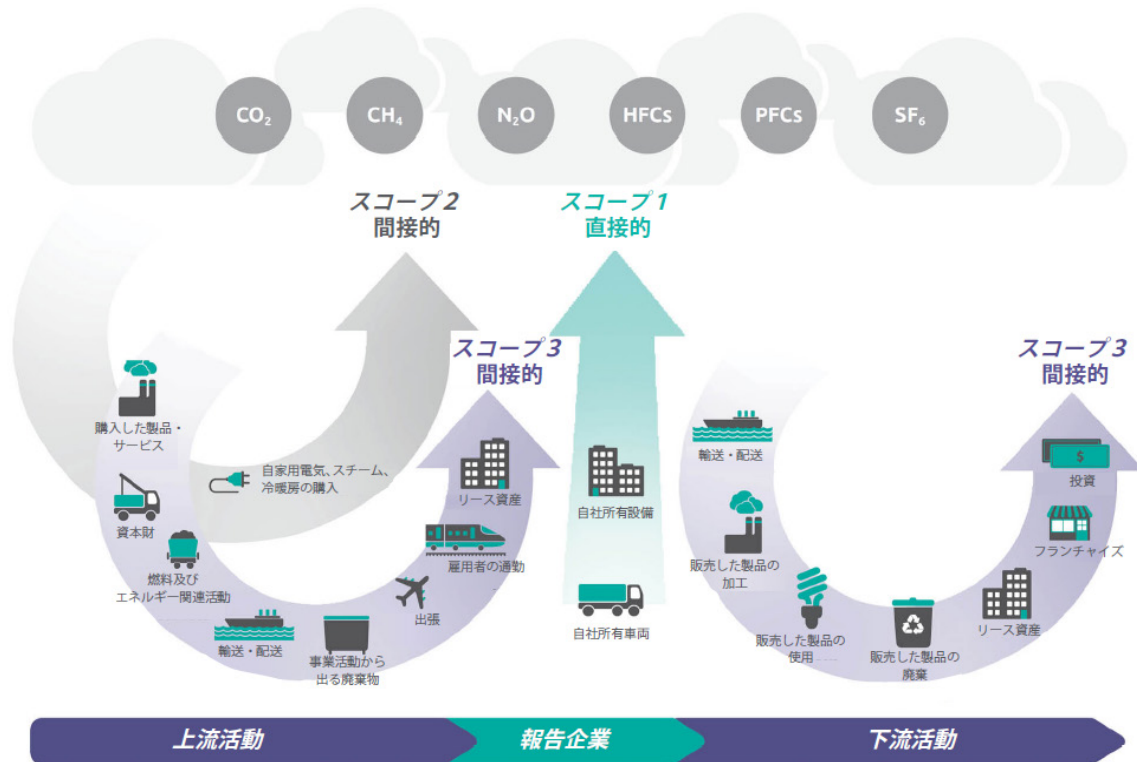 CO₂
CH₄
N₂O
HFCs
PFCs
SF₆
スコープ2
間接的
スコープ1
直接的
スコープ3
間接的
スコープ3
間接的
購入した製品・
サービス
資本財
燃料及び
エネルギー関連活動
輸送・配送
事業活動から
出る廃棄物
出張
雇用者の通勤
リース資産
自家用電気、スチーム、
冷暖房の購入
自社所有設備
自社所有車両
輸送・配送
販売した製品の
加工
販売した製品の
使用
販売した製品の
廃棄
リース資産
フランチャイズ
$
投資
上流活動
報告企業
下流活動